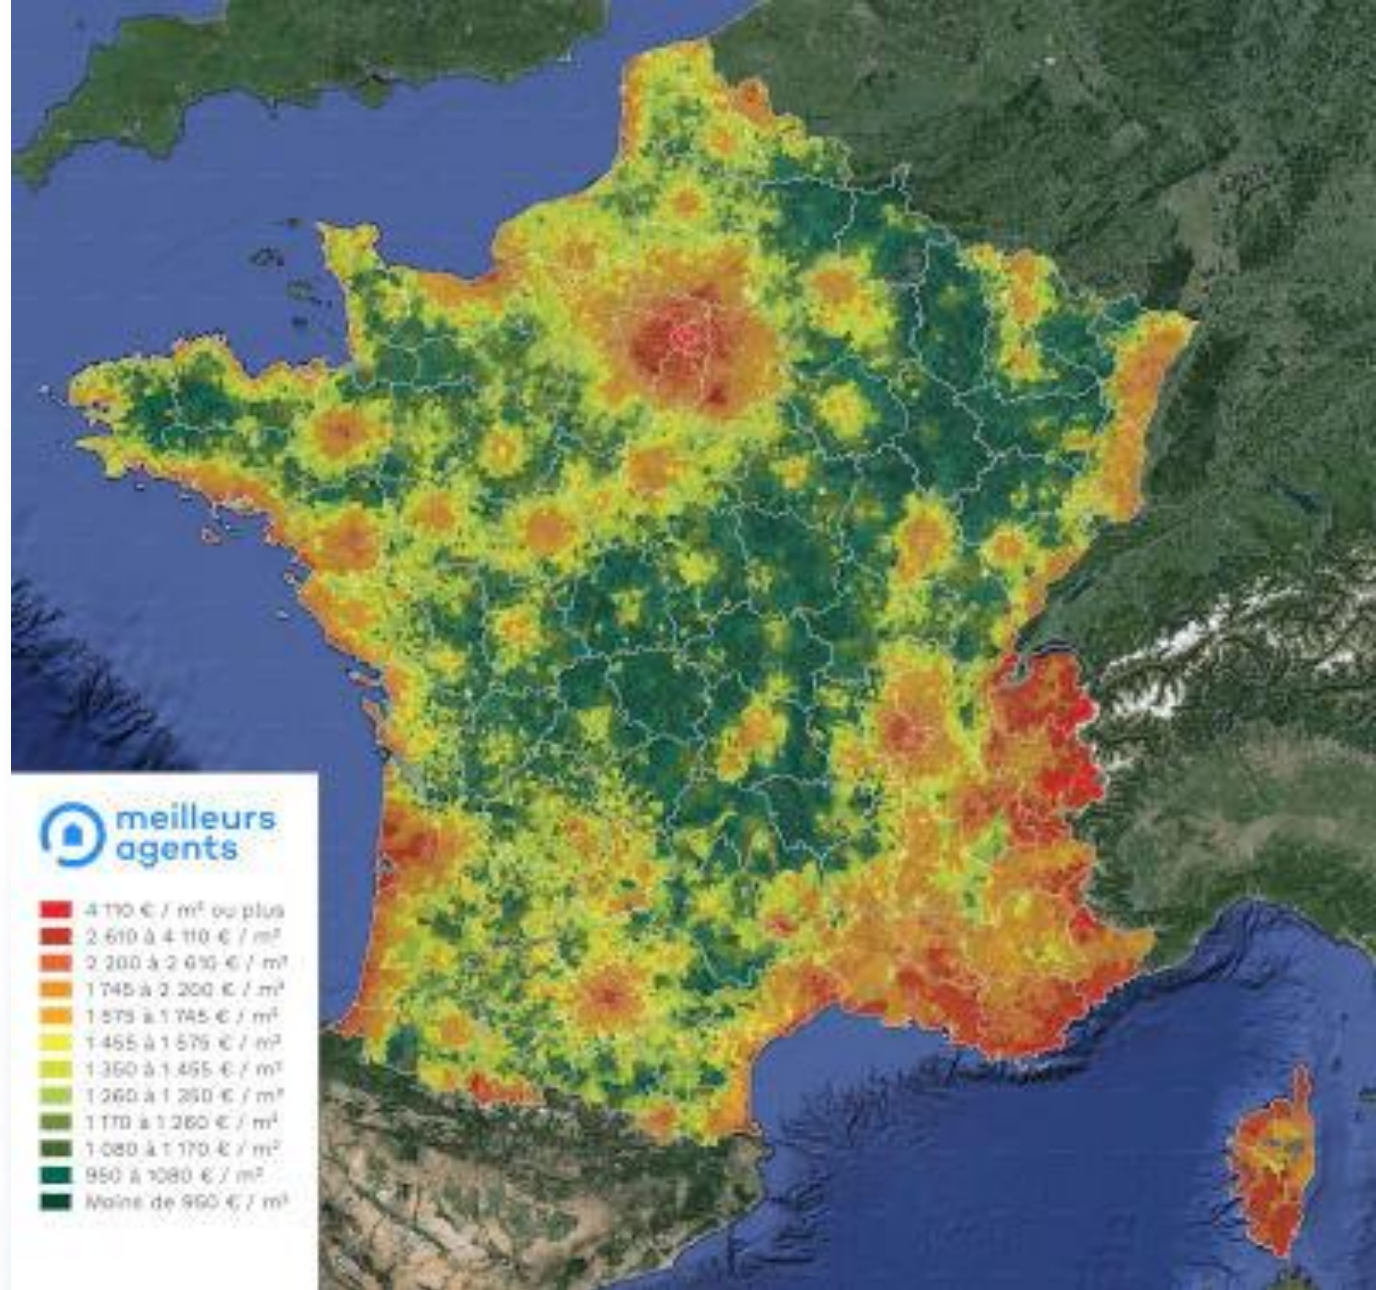 meilleurs
agents
4 110 € / m² ou plus
2 610 à 4 110 € / m²
2 200 à 2 610 € / m²
1 745 à 2 200 € / m²
1 575 à 1 745 € / m²
1 455 à 1 575 € / m²
1 350 à 1 455 € / m²
1 260 à 1 350 € / m²
1 170 à 1 260 € / m²
1 080 à 1 170 € / m²
950 à 1080 € / m²
Moins de 950 € / m²